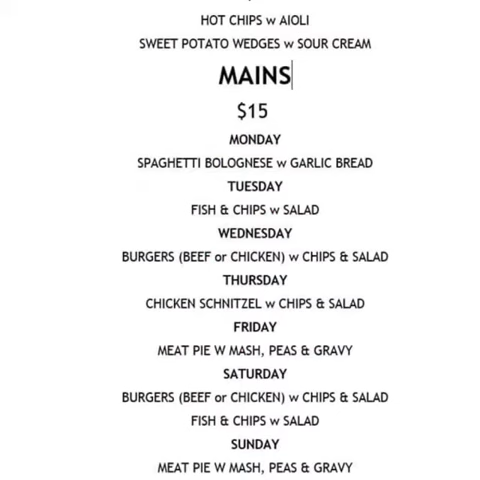 HOT CHIPS w AIOLI
SWEET POTATO WEDGES w SOUR CREAM
MAINS
$15
MONDAY
SPAGHETTI BOLOGNESE w GARLIC BREAD
TUESDAY
FISH & CHIPS w SALAD
WEDNESDAY
BURGERS (BEEF or CHICKEN) w CHIPS & SALAD
THURSDAY
CHICKEN SCHNITZEL w CHIPS & SALAD
FRIDAY
MEAT PIE W MASH, PEAS & GRAVY
SATURDAY
BURGERS (BEEF or CHICKEN) w CHIPS & SALAD
FISH & CHIPS w SALAD
SUNDAY
MEAT PIE W MASH, PEAS & GRAVY